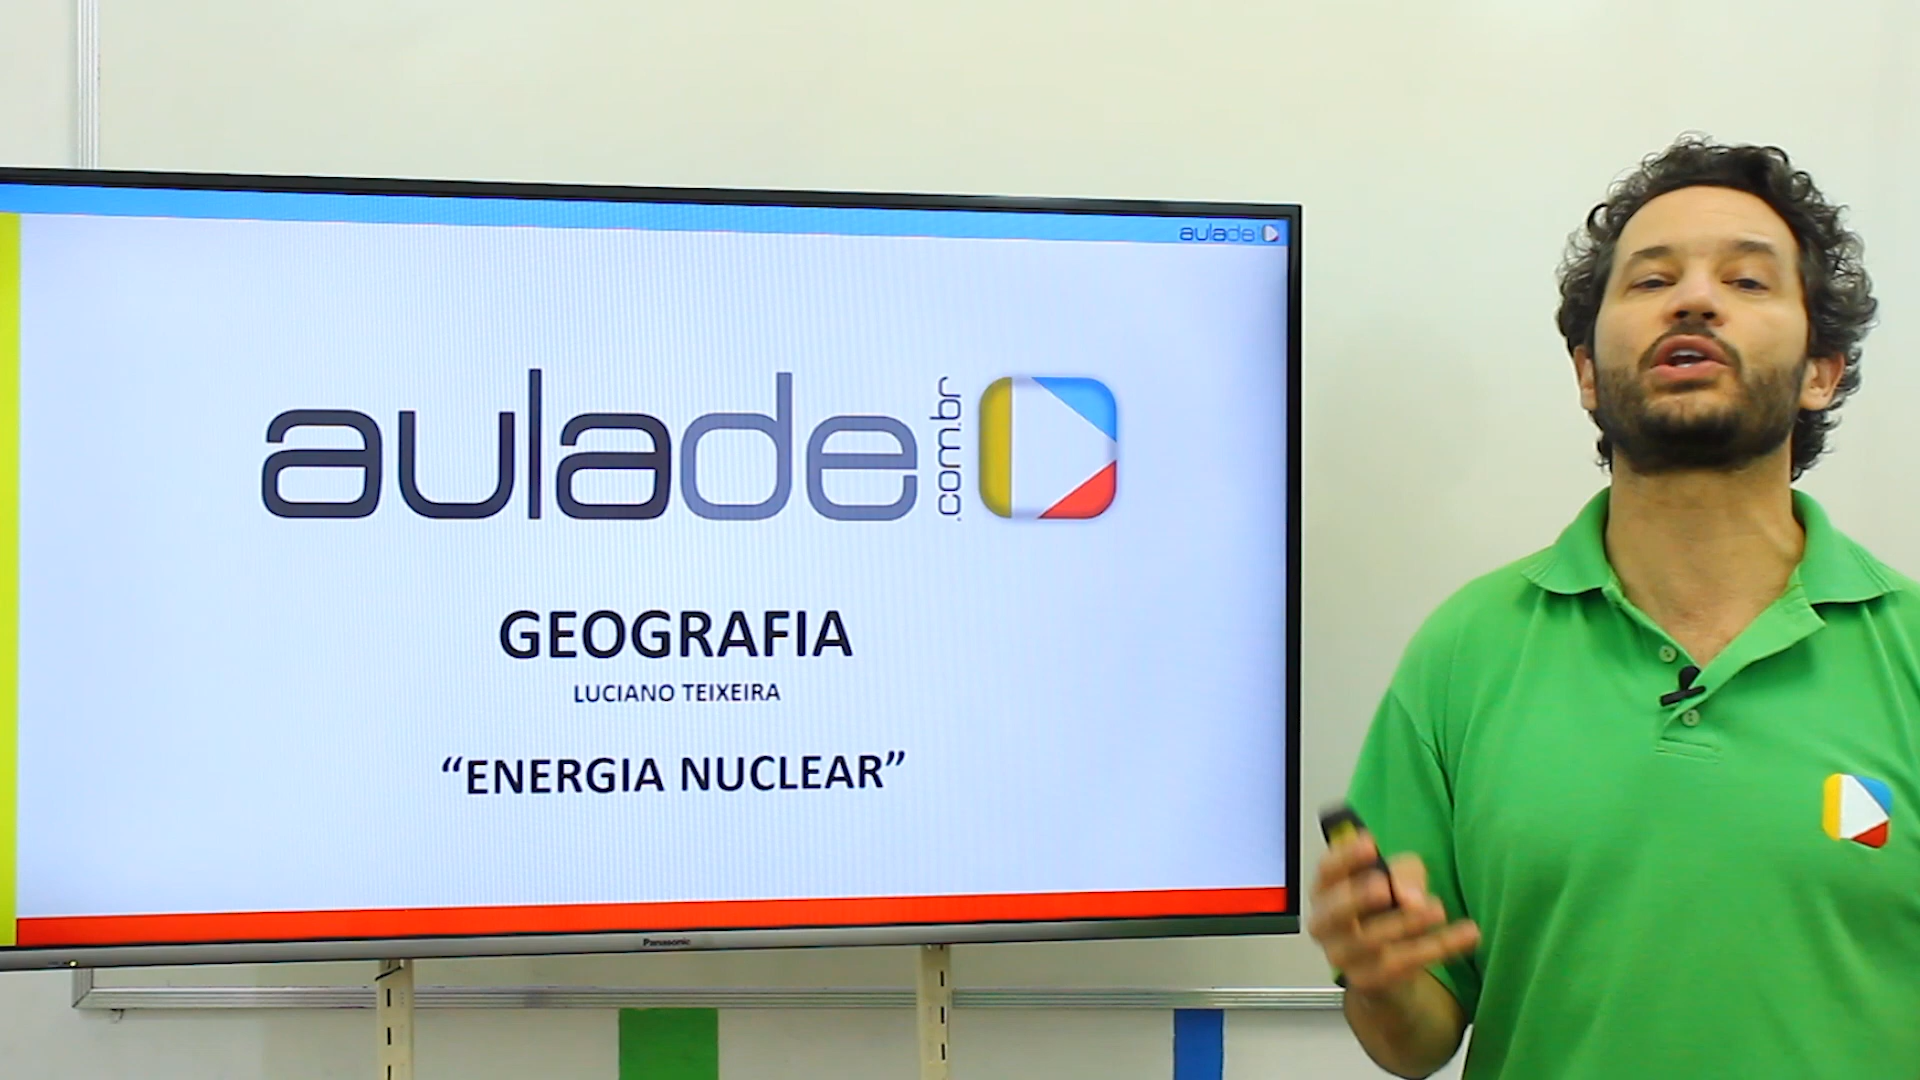 aulade
aulade
.com.br
GEOGRAFIA
LUCIANO TEIXEIRA
“ENERGIA NUCLEAR”
Panasonic